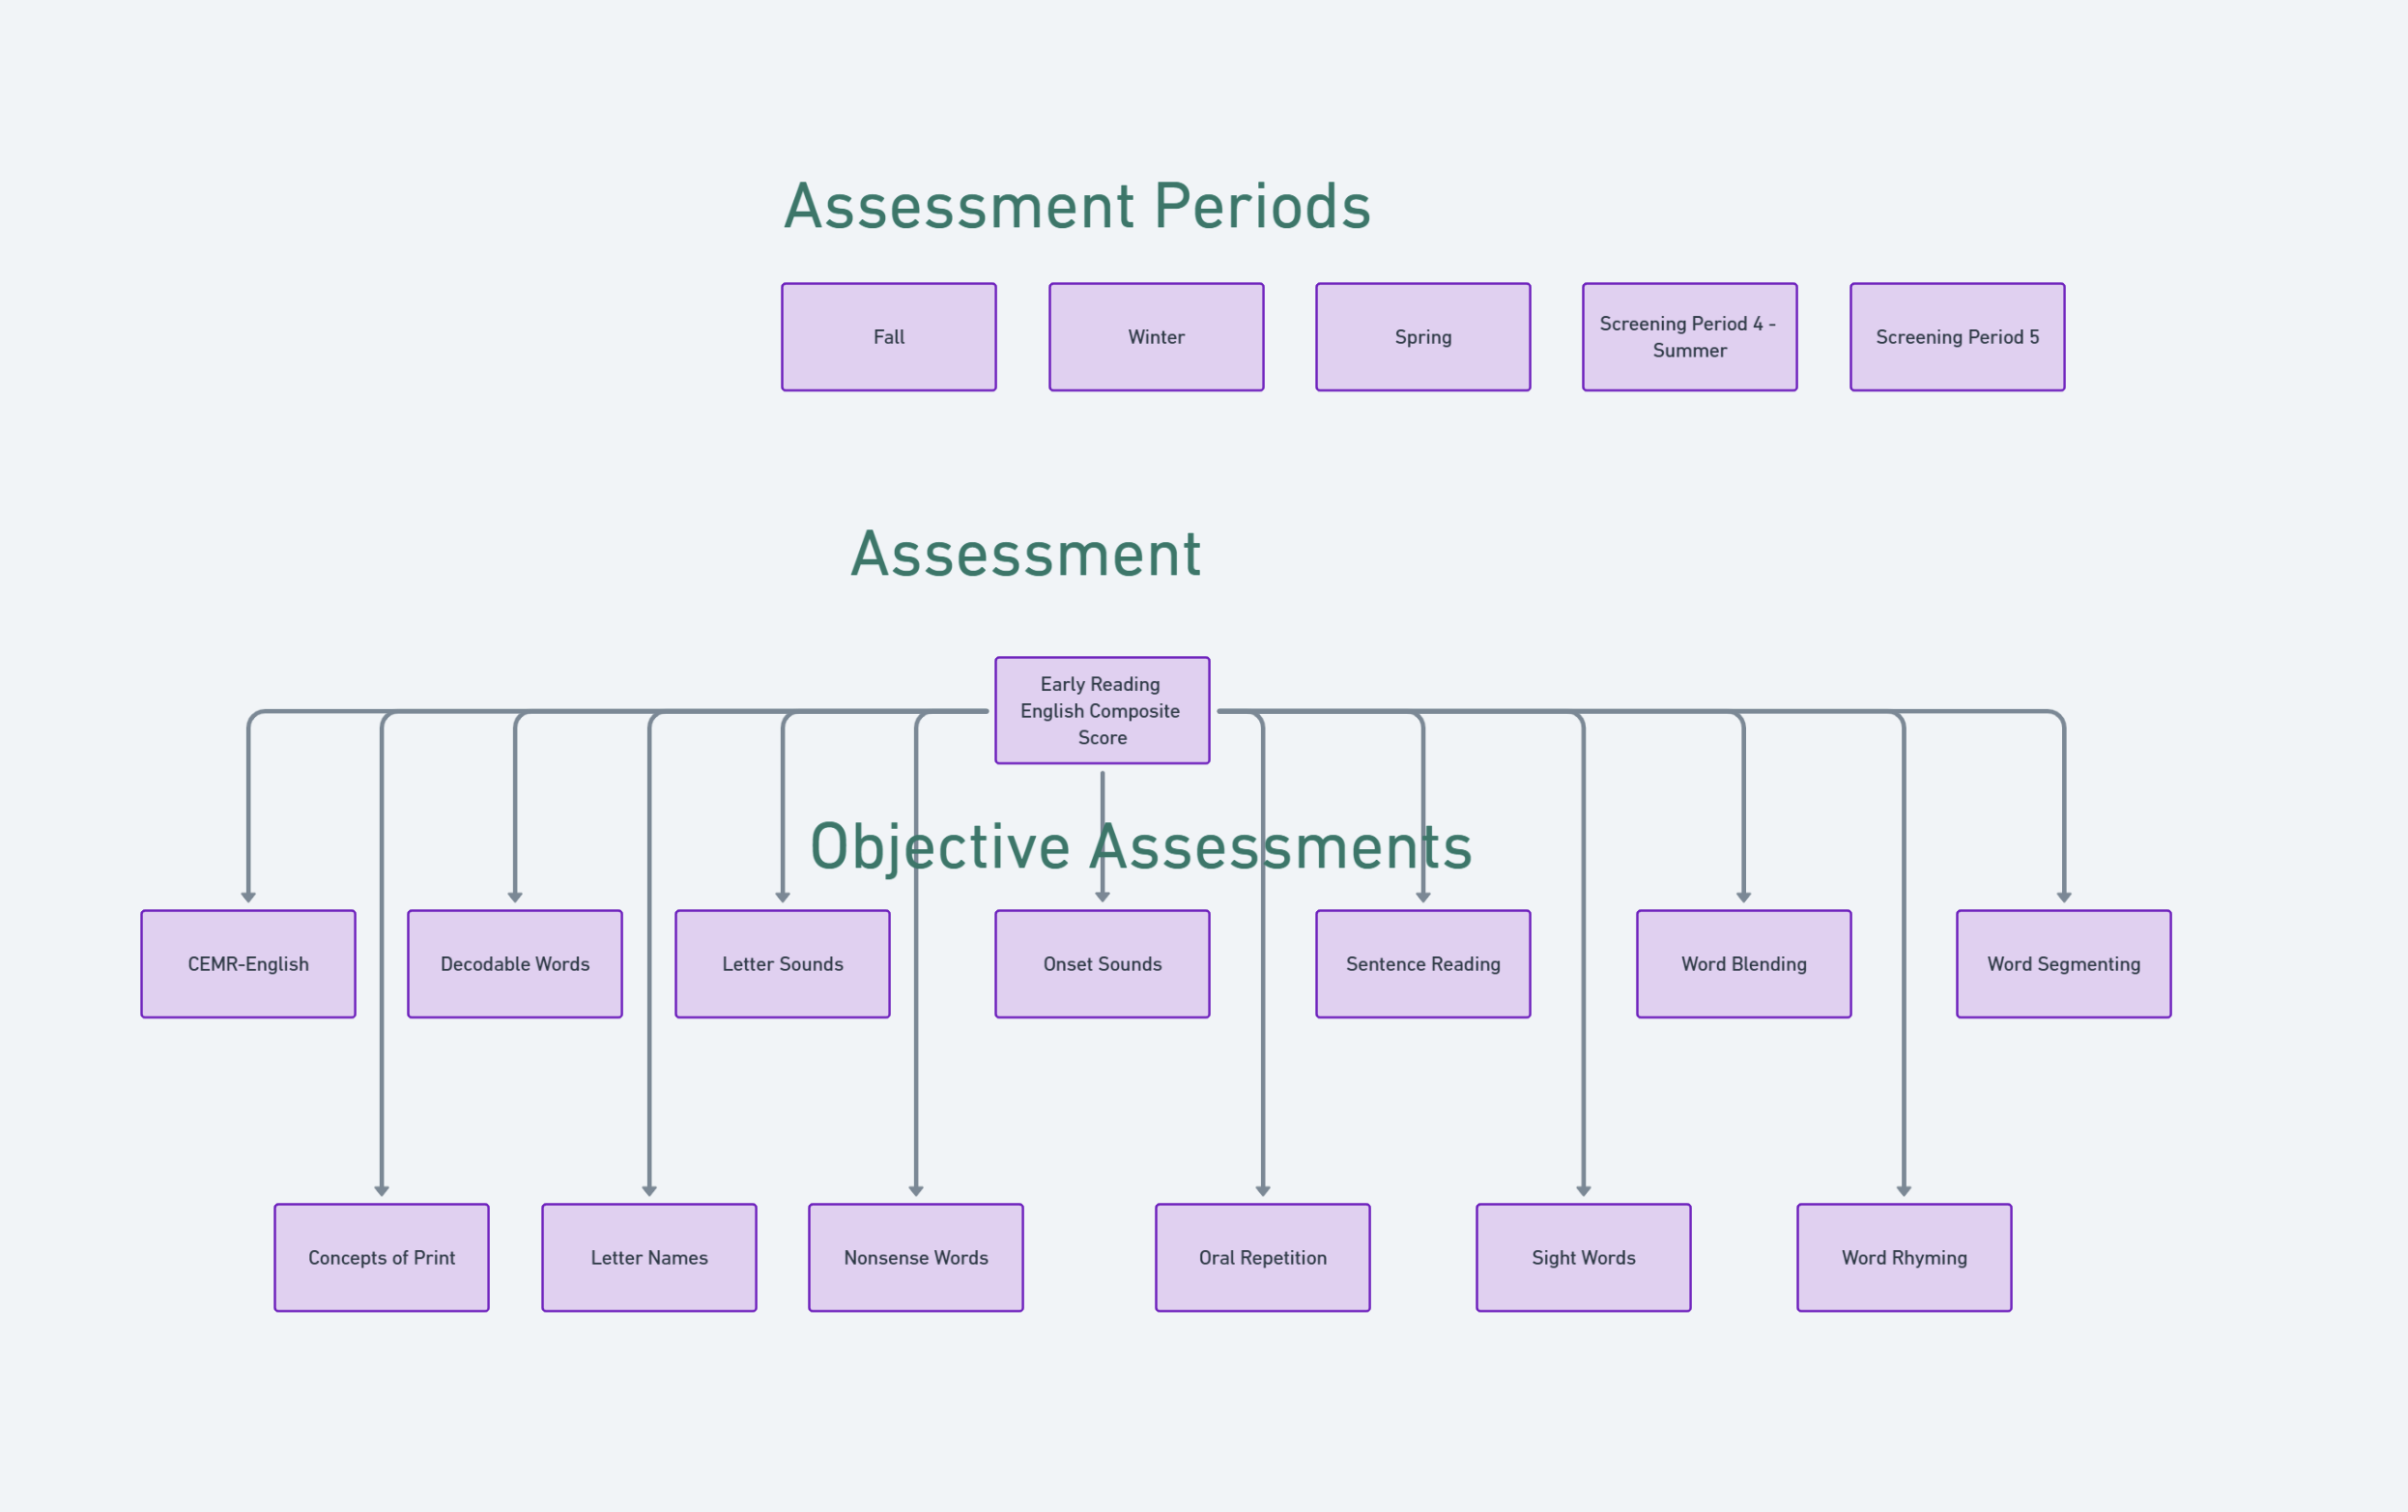 Assessment Periods
Fall
Winter
Spring
Screening Period 4 -
Summer
Screening Period 5
Assessment
Early Reading
English Composite
Score
Objective Assessments
CEMR-English
Decodable Words
Letter Sounds
Onset Sounds
Sentence Reading
Word Blending
Word Segmenting
Concepts of Print
Letter Names
Nonsense Words
Oral Repetition
Sight Words
Word Rhyming